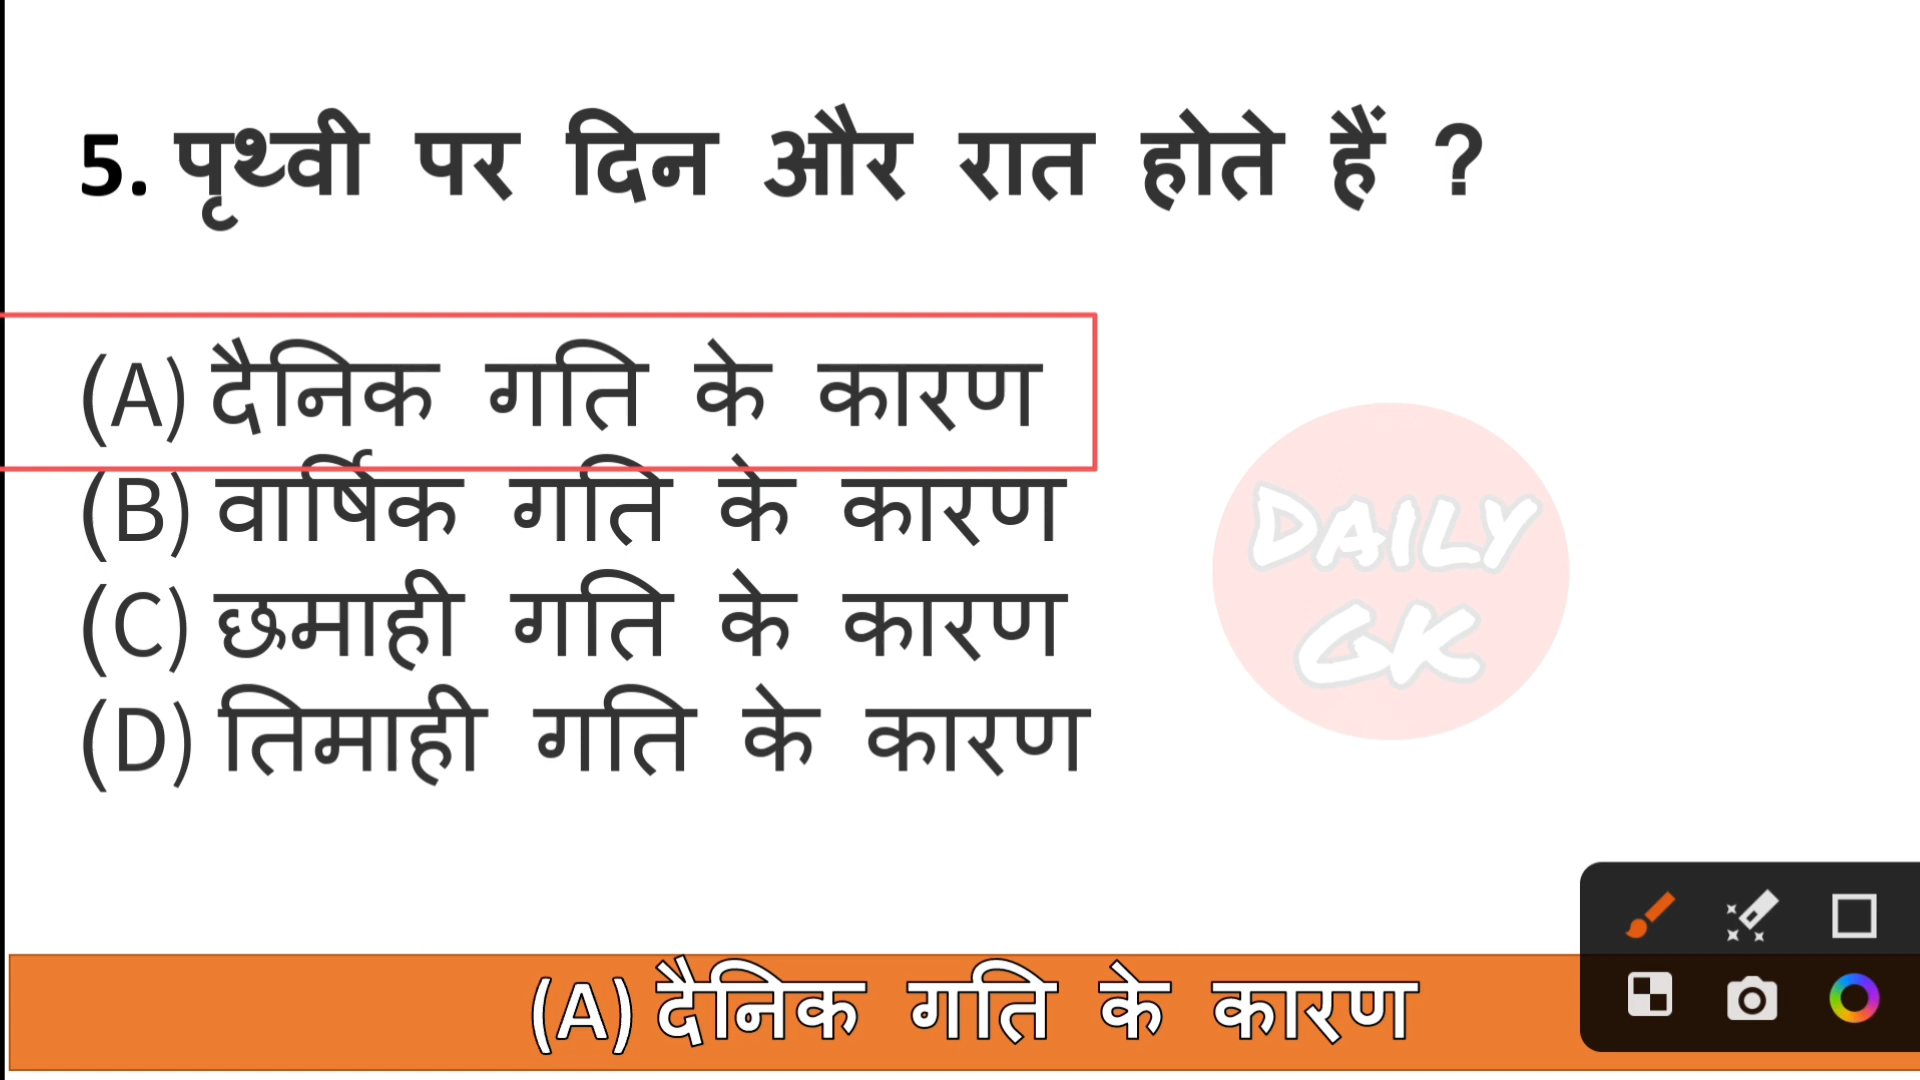 5. पृथ्वी पर दिन और रात होते हैं ?
(A) दैनिक गति के कारण
(B) वार्षिक गति के कारण
(C) छमाही गति के कारण
(D) तिमाही गति के कारण
DAILY
GK
(A) दैनिक गति के कारण